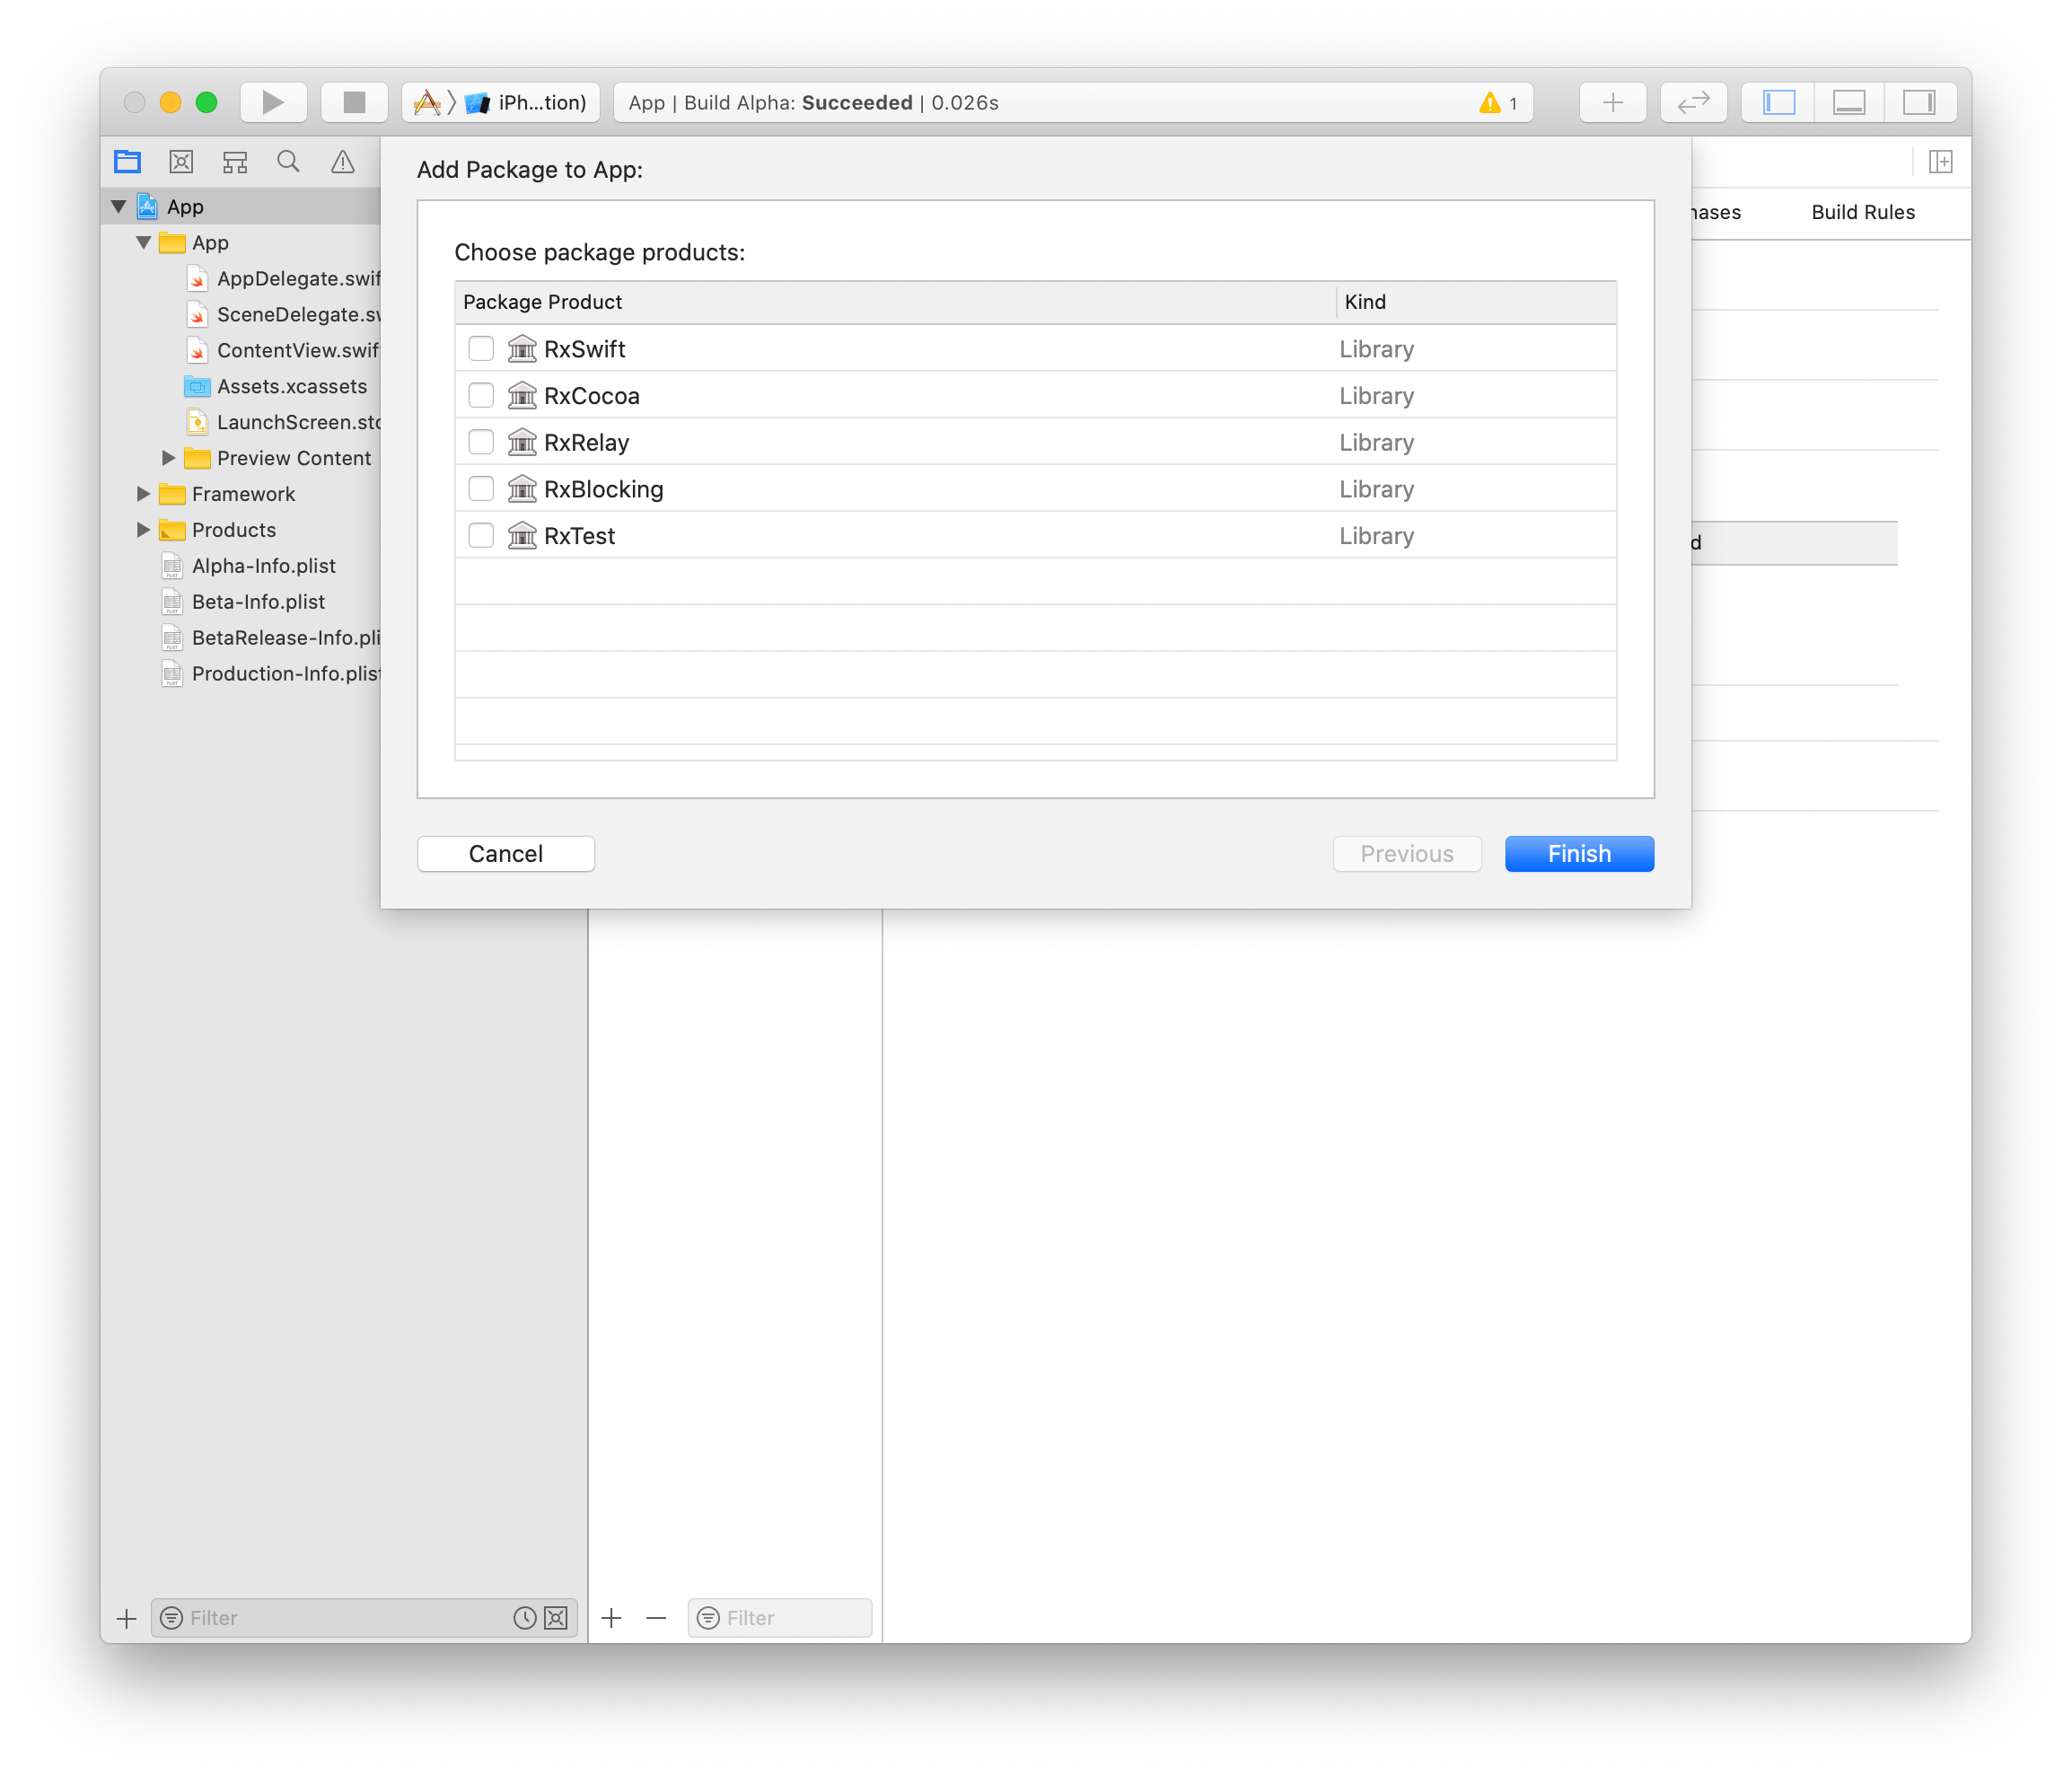 iPh...tion)
App | Build Alpha: Succeeded | 0.026s
1
Add Package to App:
App
hases
Build Rules
App
AppDelegate.swif
Choose package products:
SceneDelegate.sw
Package Product
Kind
ContentView.swif
RxSwift
Library
Assets.xcassets
RxCocoa
Library
LaunchScreen.sto
RxRelay
Library
Preview Content
RxBlocking
Library
Framework
RxTest
Library
Products
d
Alpha-Info.plist
Beta-Info.plist
BetaRelease-Info.pli
Production-Info.plist
Cancel
Previous
Finish
Filter
Filter